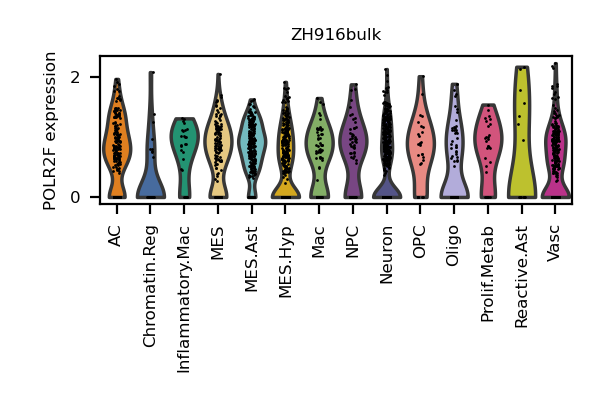 ZH916bulk
POLR2F expression
2
0
AC
Chromatin.Reg
Inflammatory.Mac
MES
MES.Ast
MES.Hyp
Mac
NPC
Neuron
OPC
Oligo
Prolif.Metab
Reactive.Ast
Vasc